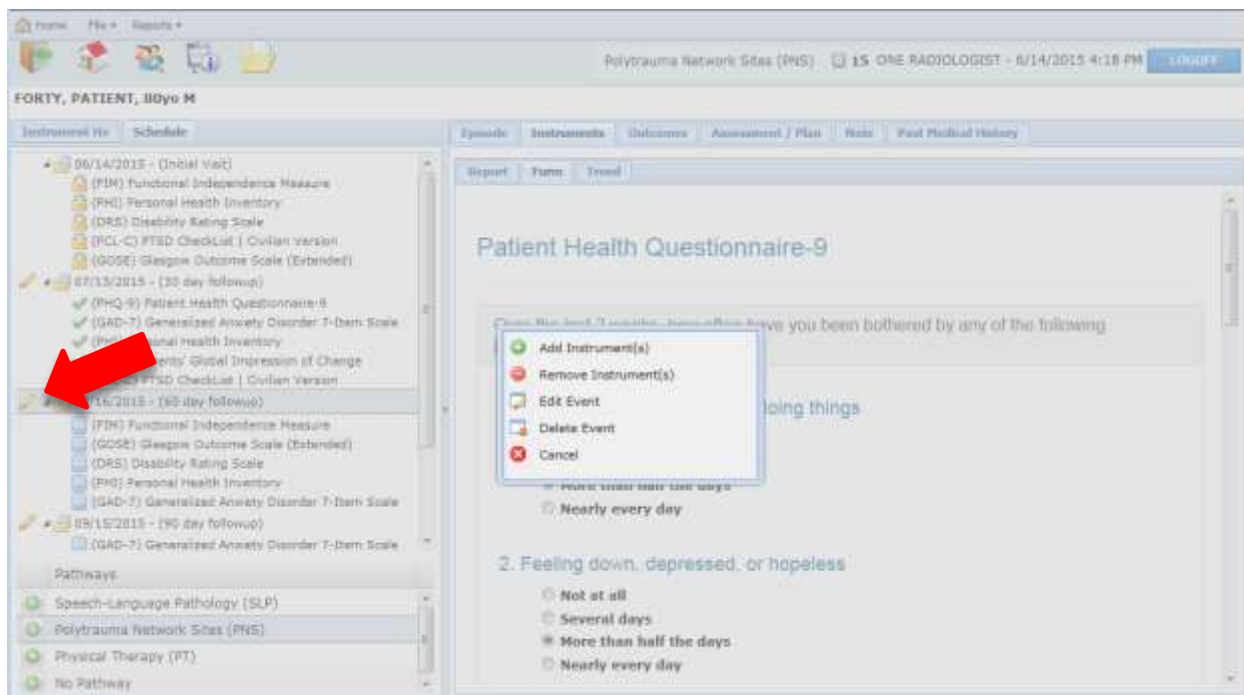 Home File Reports
Polytrauma Network Sites (PNS) 15 ONE RADIOLOGIST - 6/14/2015 4:18 PM LOGOFF
FORTY, PATIENT, 80yo M
Instrument Hx Schedule
Episode Instruments Outcomes Assessment / Plan Note Past Medical History
06/14/2015 - (Initial Visit)
(FIM) Functional Independence Measure
(PHI) Personal Health Inventory
(DRS) Disability Rating Scale
(PCL-C) PTSD CheckList | Civilian Version
(GOSE) Glasgow Outcome Scale (Extended)
07/15/2015 - (30 day followup)
(PHQ-9) Patient Health Questionnaire-9
(GAD-7) Generalized Anxiety Disorder 7-Item Scale
(PHI) Personal Health Inventory
Global Impression of Change
PTSD CheckList | Civilian Version
/16/2015 - (60 day followup)
(FIM) Functional Independence Measure
(GOSE) Glasgow Outcome Scale (Extended)
(DRS) Disability Rating Scale
(PHI) Personal Health Inventory
(GAD-7) Generalized Anxiety Disorder 7-Item Scale
09/15/2015 - (90 day followup)
(GAD-7) Generalized Anxiety Disorder 7-Item Scale
Pathways
Speech-Language Pathology (SLP)
Polytrauma Network Sites (PNS)
Physical Therapy (PT)
No Pathway
Report Form Trend
Patient Health Questionnaire-9
Over the last 2 weeks, how often have you been bothered by any of the following
Add Instrument(s)
Remove Instrument(s)
Edit Event
Delete Event
Cancel
doing things
More than half the days
Nearly every day
2. Feeling down, depressed, or hopeless
Not at all
Several days
More than half the days
Nearly every day